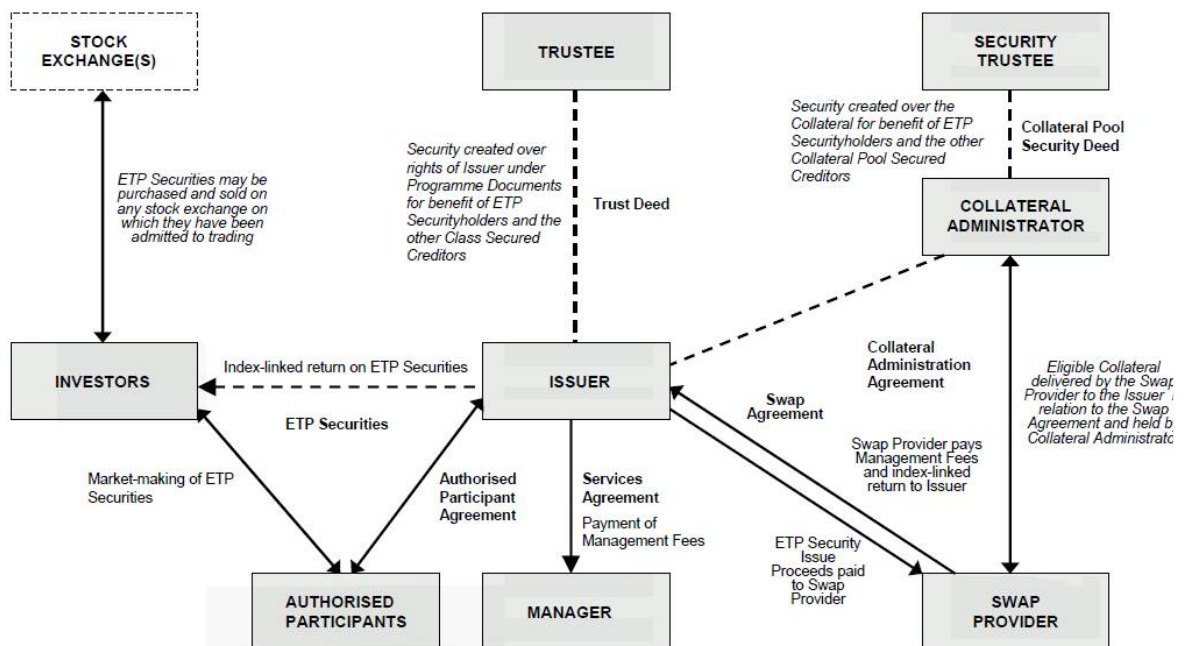 STOCK
EXCHANGE(S)
TRUSTEE
SECURITY
TRUSTEE
ETP Securities may be
purchased and sold on
any stock exchange on
which they have been
admitted to trading
Security created over
rights of Issuer under
Programme Documents
for benefit of ETP
Securityholders and the
other Class Secured
Creditors
Trust Deed
Security created over the
Collateral for benefit of ETP
Securityholders and the other
Collateral Pool Secured
Creditors
Collateral Pool
Security Deed
COLLATERAL
ADMINISTRATOR
INVESTORS
Index-linked return on ETP Securities
ISSUER
ETP Securities
Collateral
Administration
Agreement
Eligible Collateral
delivered by the Swap
Provider to the Issuer
relation to the Swap
Agreement and held
Collateral Administrato
Swap
Agreement
Swap Provider pays
Management Fees
and index-linked
return to Issuer
Market-making of ETP
Securities
Authorised
Participant
Agreement
Services
Agreement
Payment of
Management Fees
ETP Security
Issue
Proceeds paid
to Swap
Provider
AUTHORISED
PARTICIPANTS
MANAGER
SWAP
PROVIDER